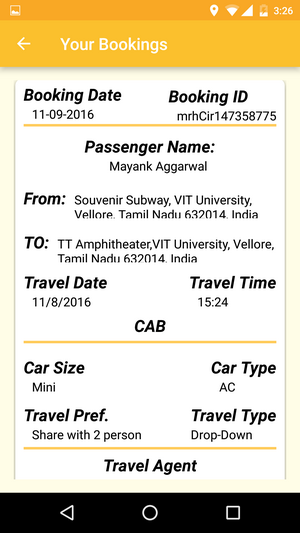 3:26
Your Bookings
Booking Date Booking ID
11-09-2016 mrhCir147358775
Passenger Name:
Mayank Aggarwal
From: Souvenir Subway, VIT University,
Vellore, Tamil Nadu 632014, India
TO: TT Amphitheater,VIT University, Vellore,
Tamil Nadu 632014, India
Travel Date Travel Time
11/8/2016 15:24
CAB
Car Size Car Type
Mini AC
Travel Pref. Travel Type
Share with 2 person Drop-Down
Travel Agent